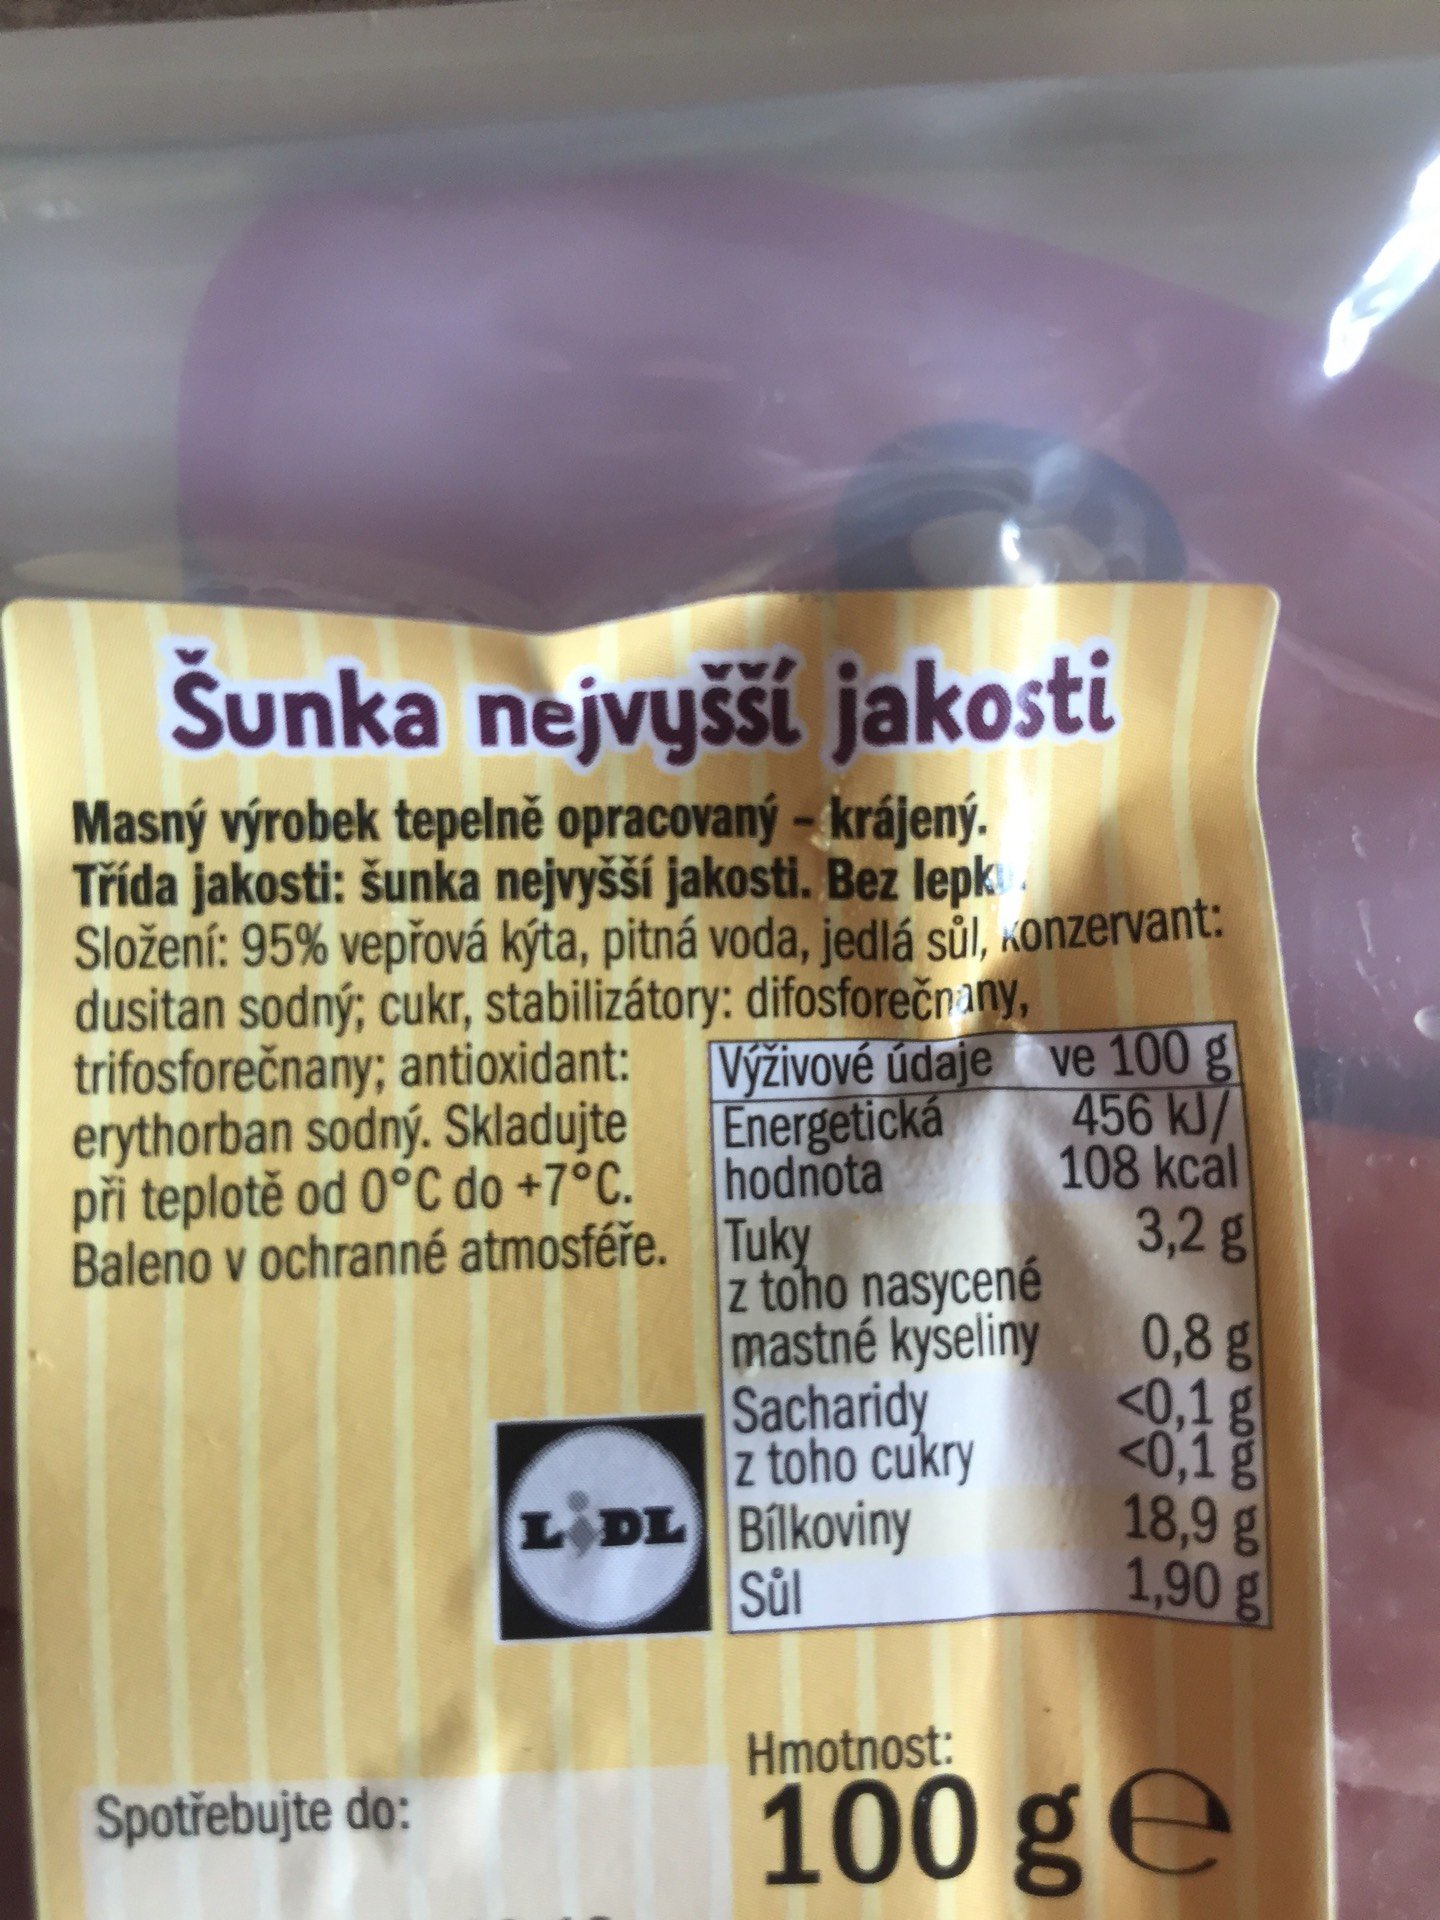 Šunka nejvyšší jakosti
Masný výrobek tepelně opracovaný – krájený.
Třída jakosti: šunka nejvyšší jakosti. Bez lepku.
Složení: 95% vepřová kýta, pitná voda, jedlá sůl, konzervant:
dusitan sodný; cukr, stabilizátory: difosforečnany,
trifosforečnany; antioxidant:
erythorban sodný. Skladujte
při teplotě od 0°C do +7°C.
Baleno v ochranné atmosféře.
Výživové údaje ve 100 g
Energetická 456 kJ/
hodnota 108 kcal
Tuky 3,2 g
z toho nasycené
mastné kyseliny 0,8 g
Sacharidy <0,1 g
z toho cukry <0,1 g
Bílkoviny 18,9 g
Sůl 1,90 g
LIDL
Hmotnost:
100 g e
Spotřebujte do: